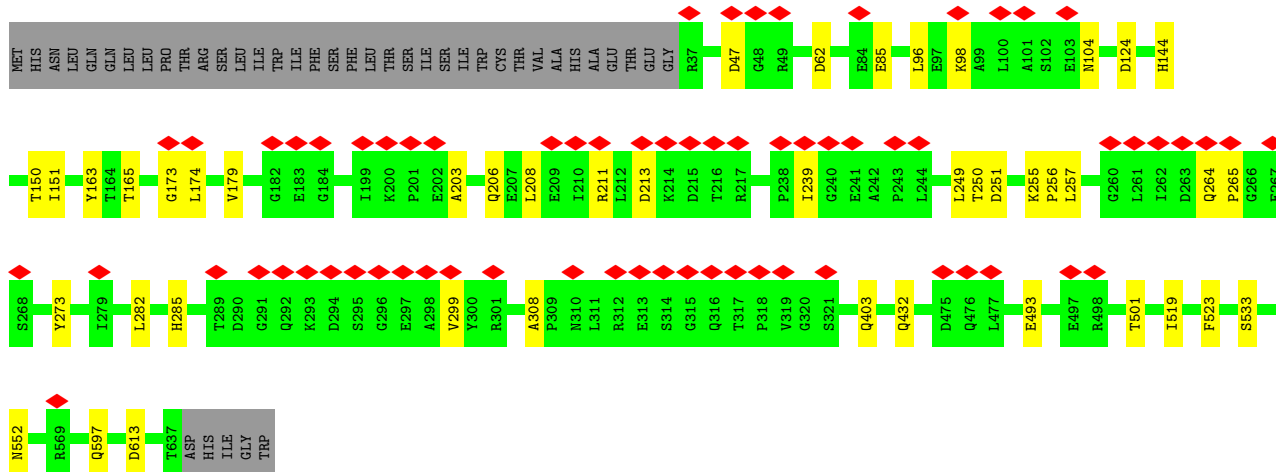 MET HIS ASN LEU GLN GLN LEU LEU PRO THR ARG SER LEU ILE TRP ILE PHE SER PHE LEU THR SER ILE SER ILE TRP CYS THR VAL ALA HIS ALA GLU THR GLU GLY R37 D47 G48 R49 D62 E84 E85 L96 E97 K98 A99 L100 A101 S102 E103 N104 D124 H144
T150 I151 Y163 T164 T165 G173 L174 V179 G182 E183 G184 I199 K200 P201 E202 A203 Q206 E207 L208 E209 I210 R211 L212 D213 K214 D215 T216 R217 P238 I239 G240 E241 A242 P243 L244 L249 T250 D251 K255 P256 L257 G260 L261 I262 D263 Q264 P265 G266 E267
S268 Y273 I279 L282 H285 T289 D290 G291 Q292 K293 D294 S295 G296 E297 A298 V299 Y300 R301 A308 P309 N310 L311 R312 E313 S314 G315 Q316 T317 P318 V319 G320 S321 Q403 Q432 D475 Q476 L477 E493 E497 R498 T501 I519 F523 S533
N552 R569 Q597 D613 T637 ASP HIS ILE GLY TRP